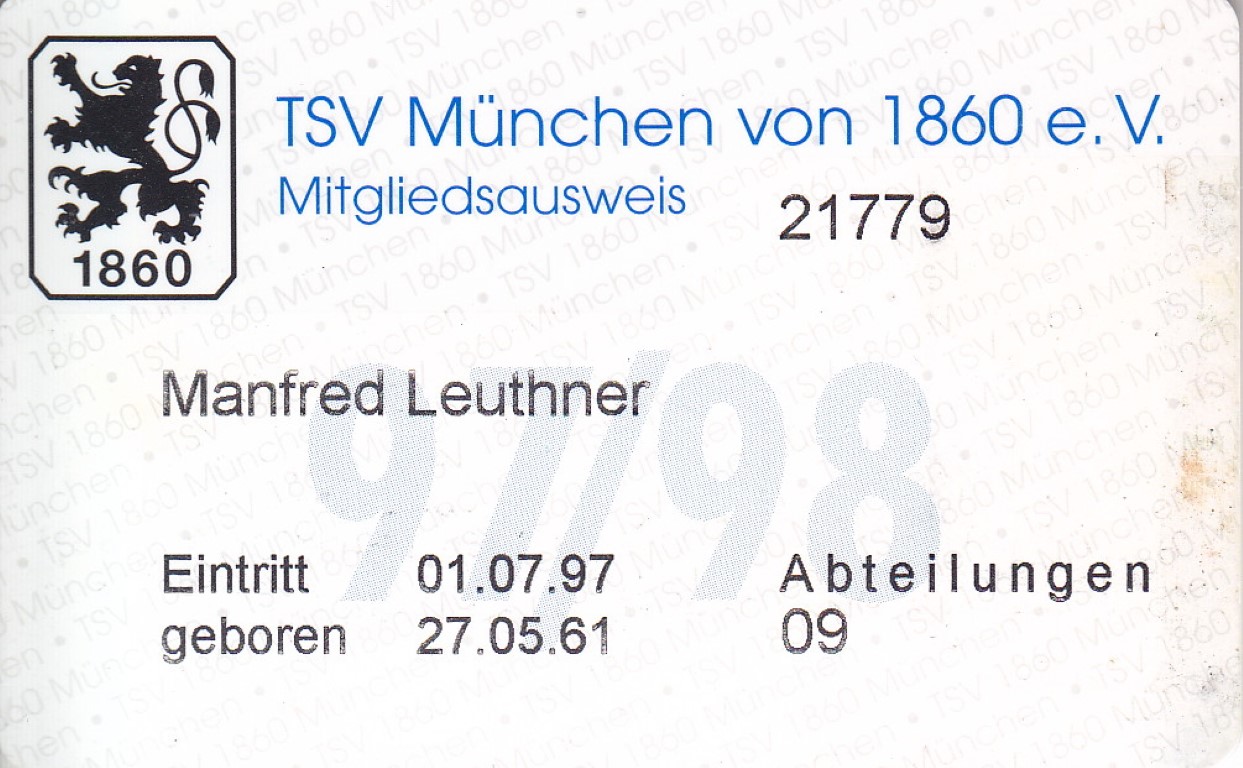 TSV München von 1860 e. V.
Mitgliedsausweis 21779
1860
Manfred Leuthner
97/98
Eintritt 01.07.97 Abteilungen
geboren 27.05.61 09